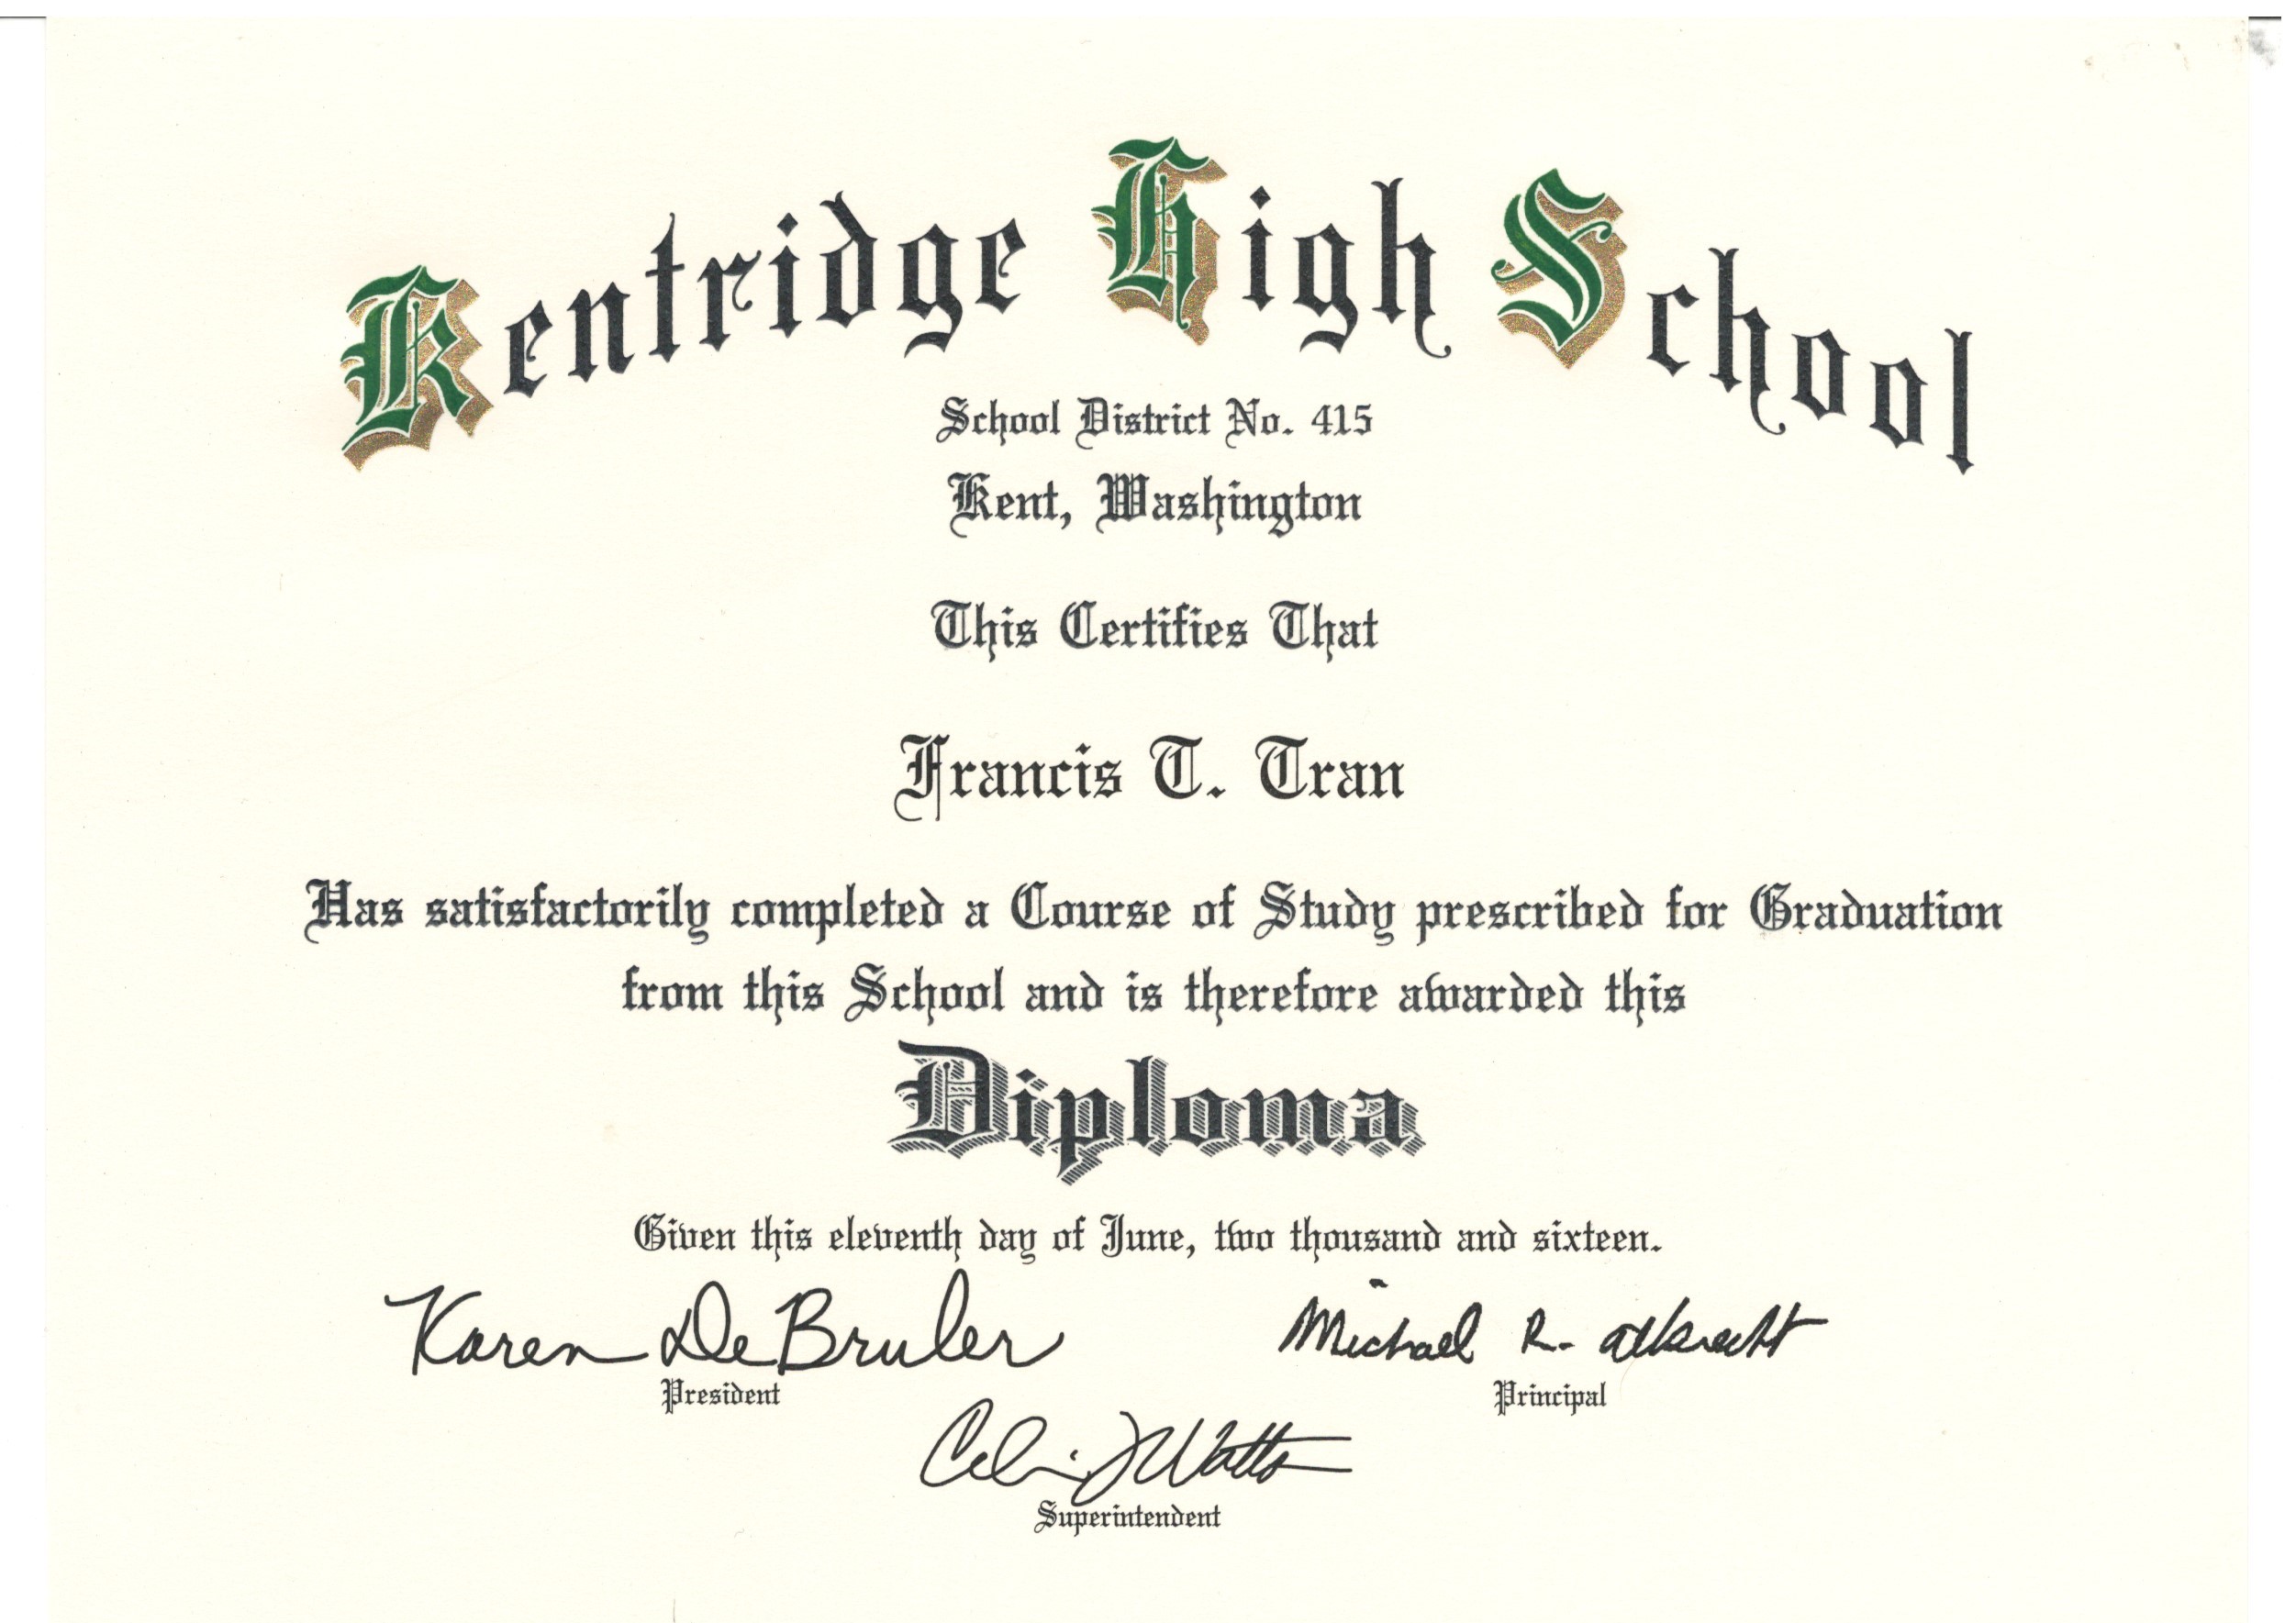 Kentridge High School
School District No. 415
Kent, Washington
This Certifies That
Francis T. Tran
Has satisfactorily completed a Course of Study prescribed for Graduation
from this School and is therefore awarded this
Diploma
Given this eleventh day of June, two thousand and sixteen.
Karen DeBruler
President
Michael R. Albrecht
Principal
Watts
Superintendent